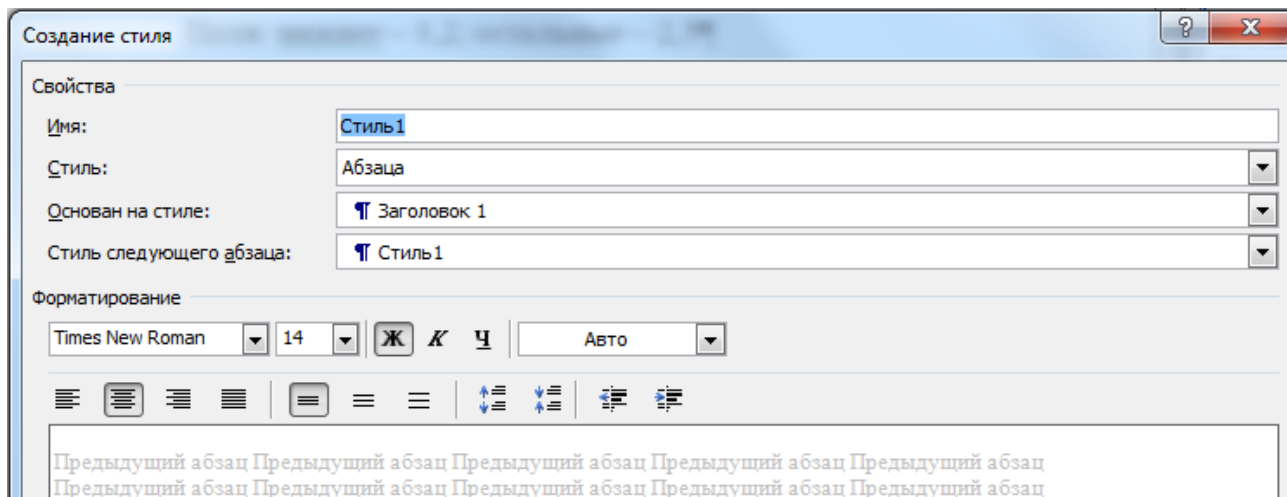 Создание стиля
Свойства
Имя: Стиль1
Стиль: Абзаца
Основан на стиле: ¶ Заголовок 1
Стиль следующего абзаца: ¶ Стиль1
Форматирование
Times New Roman 14 Ж К Ч Авто
Предыдущий абзац Предыдущий абзац Предыдущий абзац Предыдущий абзац Предыдущий абзац
Предыдущий абзац Предыдущий абзац Предыдущий абзац Предыдущий абзац Предыдущий абзац